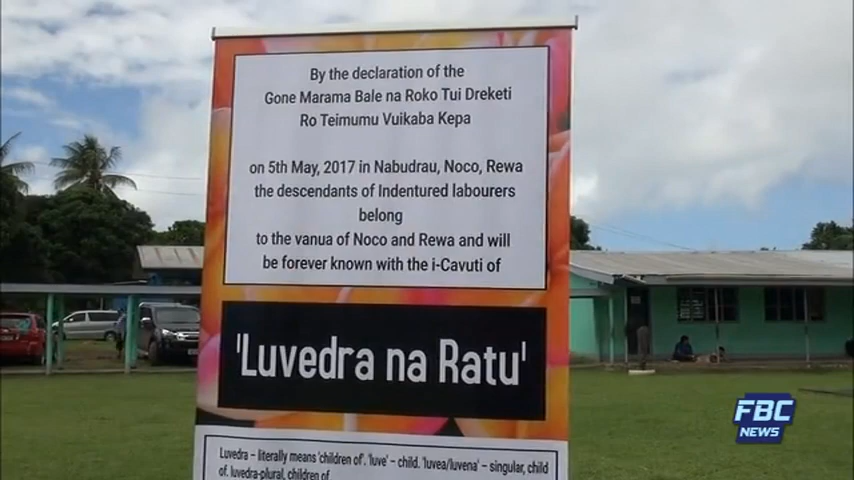 By the declaration of the
Gone Marama Bale na Roko Tui Dreketi
Ro Teimumu Vuikaba Kepa
on 5th May, 2017 in Nabudrau, Noco, Rewa
the descendants of Indentured labourers
belong
to the vanua of Noco and Rewa and will
be forever known with the i-Cavuti of
'Luvedra na Ratu'
Luvedra – literally means 'children of'. 'luve' – child. 'luvea/luvena' – singular, child
of. luvedra-plural, children of
FBC
NEWS